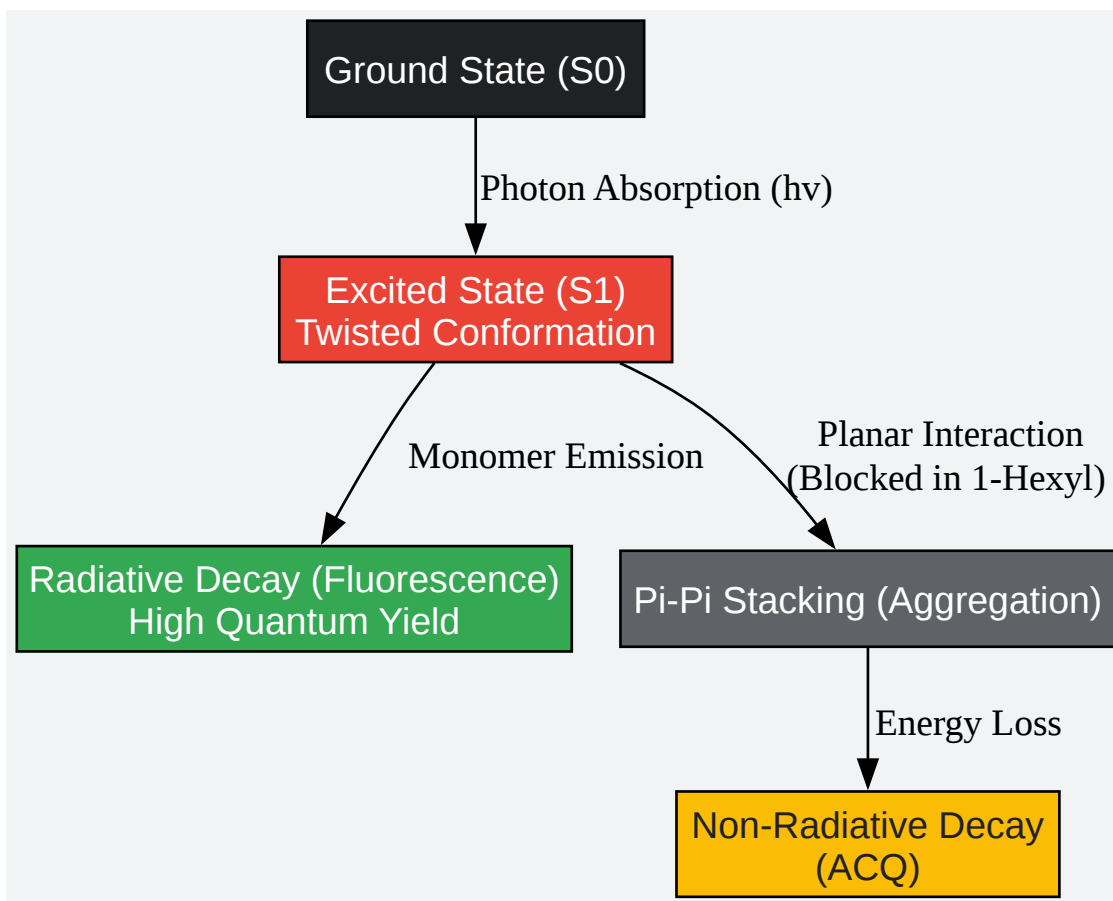 Ground State (S0)
Photon Absorption (hv)
Excited State (S1)
Twisted Conformation
Monomer Emission
Planar Interaction
(Blocked in 1-Hexyl)
Radiative Decay (Fluorescence)
High Quantum Yield
Pi-Pi Stacking (Aggregation)
Energy Loss
Non-Radiative Decay
(ACQ)